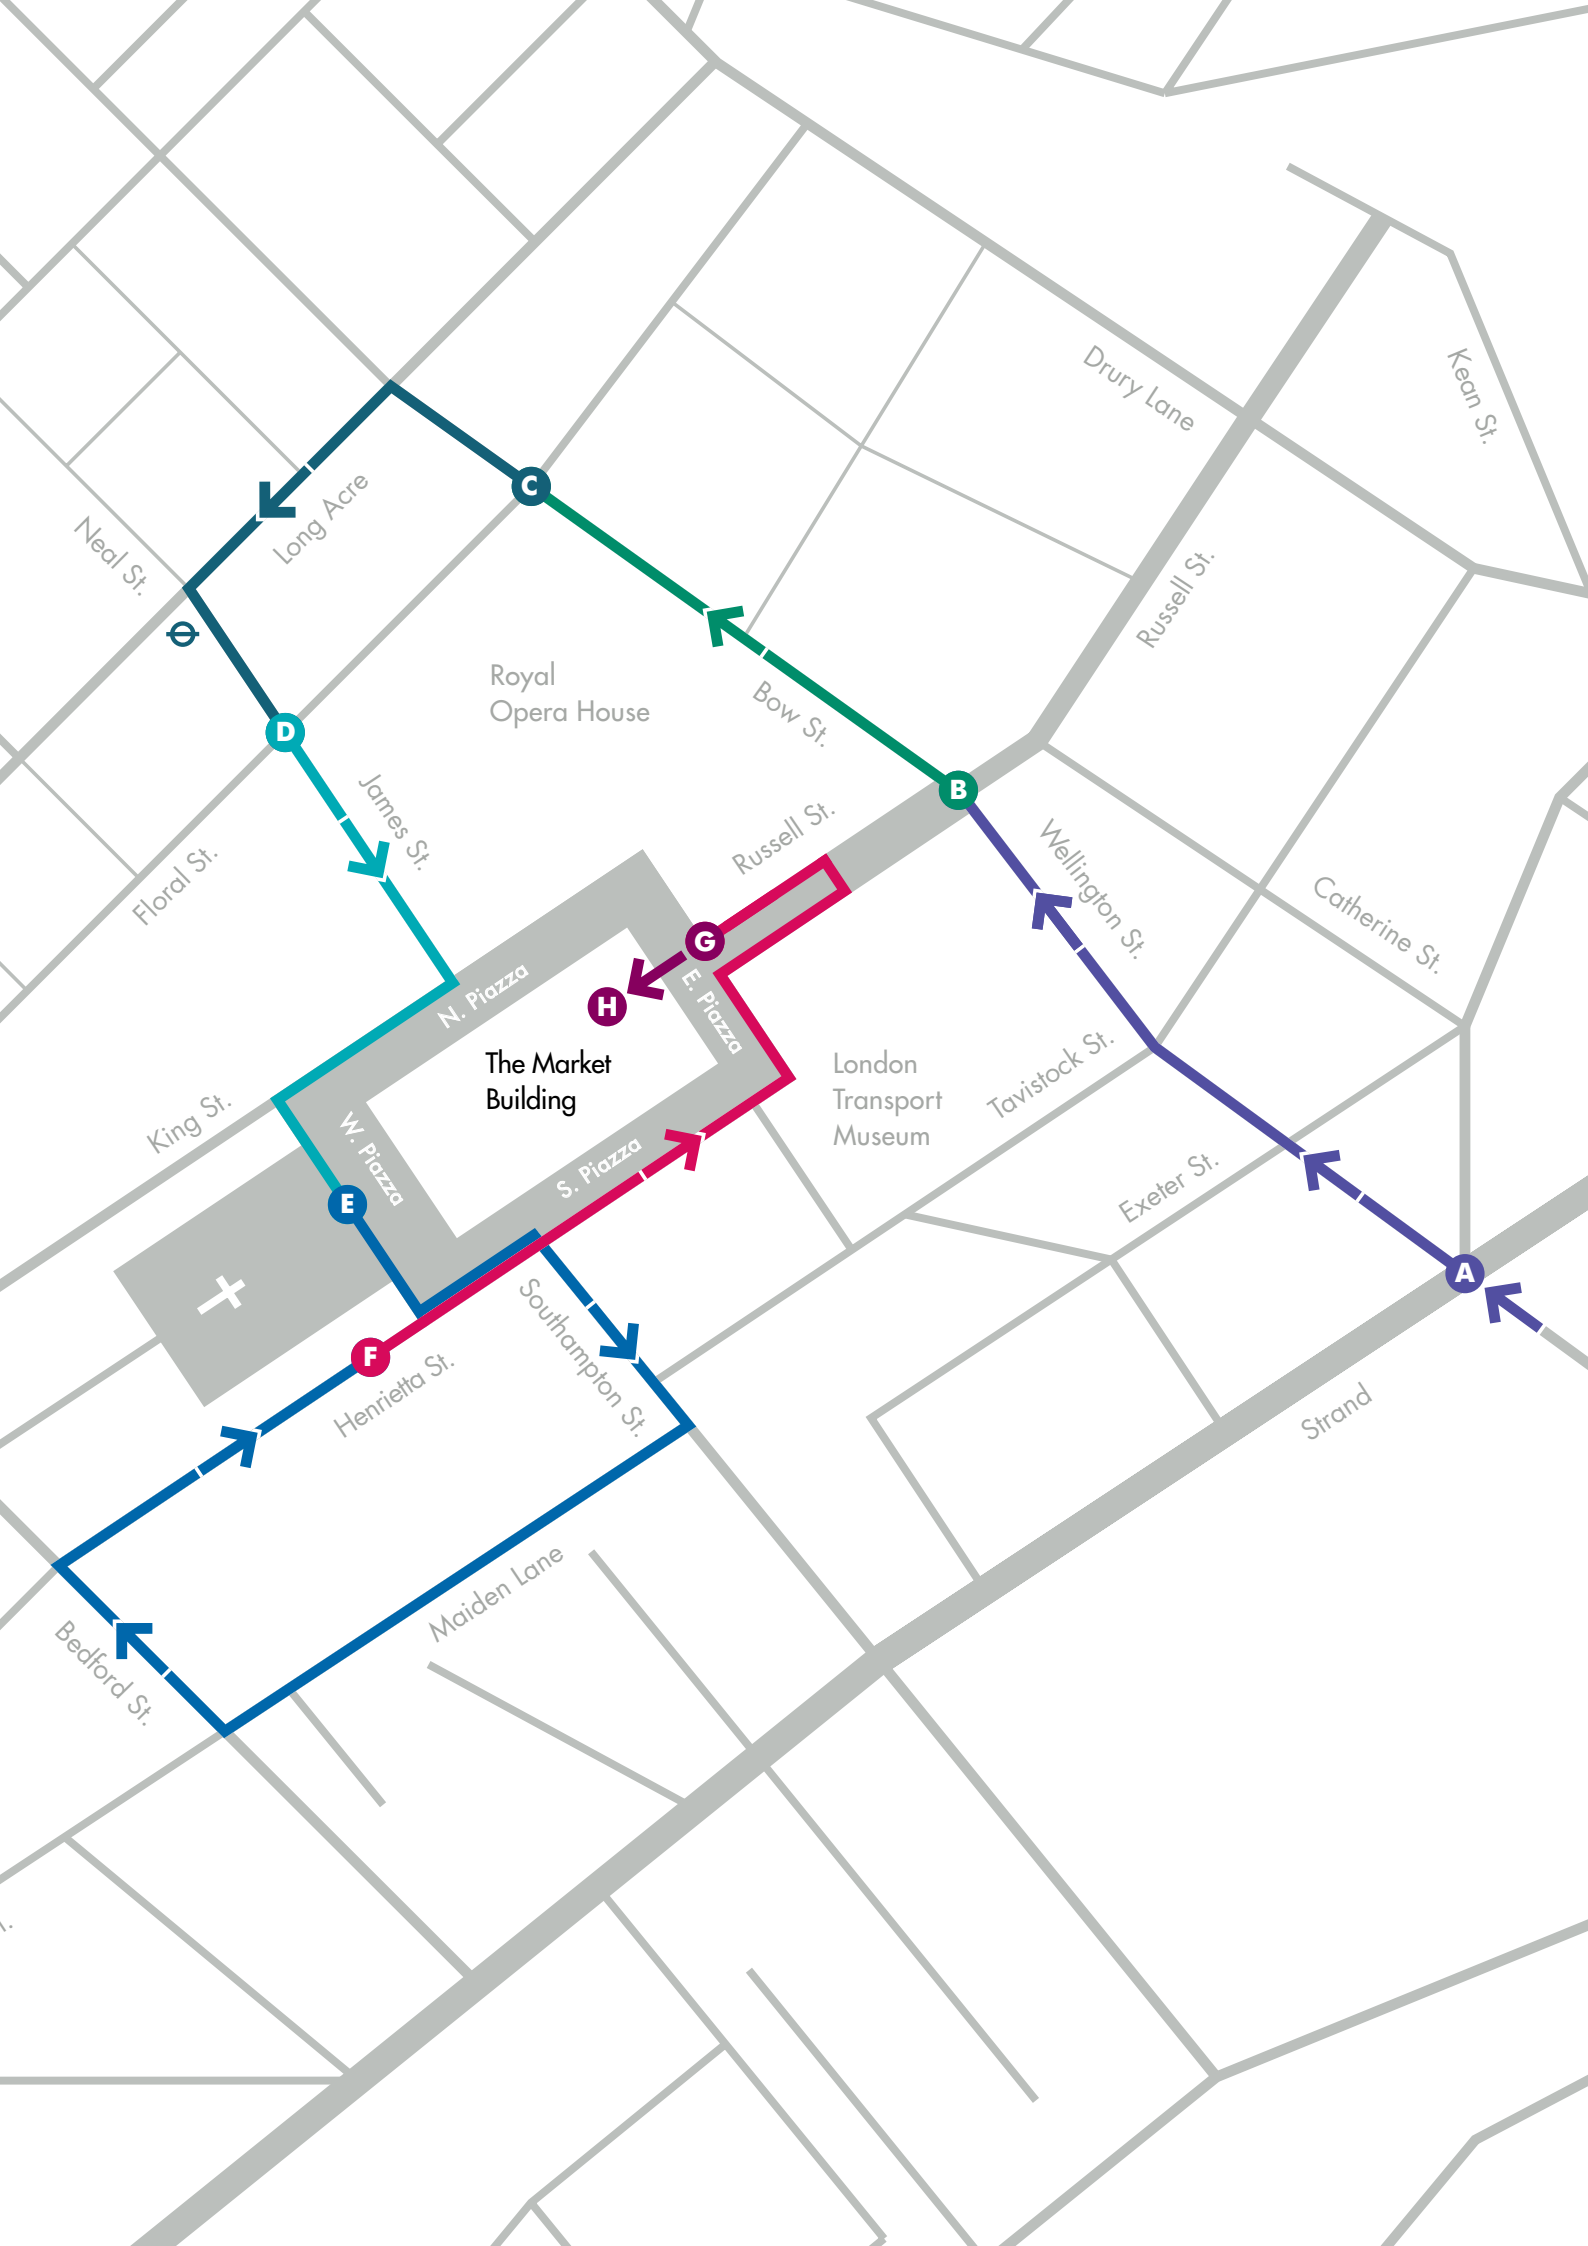 Drury Lane
Kean St.
C
Long Acre
Neal St.
Russell St.
Royal
Opera House
Bow St.
D
James St.
B
Russell St.
Wellington St.
Floral St.
Catherine St.
G
N. Piazza
E. Piazza
H
The Market
Building
London
Transport
Museum
Tavistock St.
King St.
W. Piazza
S. Piazza
Exeter St.
E
A
Southampton St.
F
Henrietta St.
Strand
Maiden Lane
Bedford St.